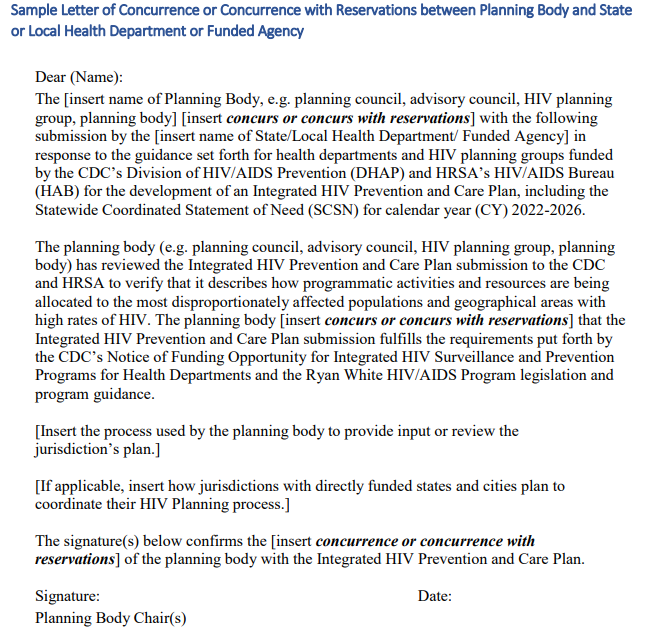 Sample Letter of Concurrence or Concurrence with Reservations between Planning Body and State
or Local Health Department or Funded Agency
Dear (Name):
The [insert name of Planning Body, e.g. planning council, advisory council, HIV planning
group, planning body] [insert concurs or concurs with reservations] with the following
submission by the [insert name of State/Local Health Department/ Funded Agency] in
response to the guidance set forth for health departments and HIV planning groups funded
by the CDC’s Division of HIV/AIDS Prevention (DHAP) and HRSA’s HIV/AIDS Bureau
(HAB) for the development of an Integrated HIV Prevention and Care Plan, including the
Statewide Coordinated Statement of Need (SCSN) for calendar year (CY) 2022-2026.
The planning body (e.g. planning council, advisory council, HIV planning group, planning
body) has reviewed the Integrated HIV Prevention and Care Plan submission to the CDC
and HRSA to verify that it describes how programmatic activities and resources are being
allocated to the most disproportionately affected populations and geographical areas with
high rates of HIV. The planning body [insert concurs or concurs with reservations] that the
Integrated HIV Prevention and Care Plan submission fulfills the requirements put forth by
the CDC’s Notice of Funding Opportunity for Integrated HIV Surveillance and Prevention
Programs for Health Departments and the Ryan White HIV/AIDS Program legislation and
program guidance.
[Insert the process used by the planning body to provide input or review the
jurisdiction’s plan.]
[If applicable, insert how jurisdictions with directly funded states and cities plan to
coordinate their HIV Planning process.]
The signature(s) below confirms the [insert concurrence or concurrence with
reservations] of the planning body with the Integrated HIV Prevention and Care Plan.
Signature: Date:
Planning Body Chair(s)